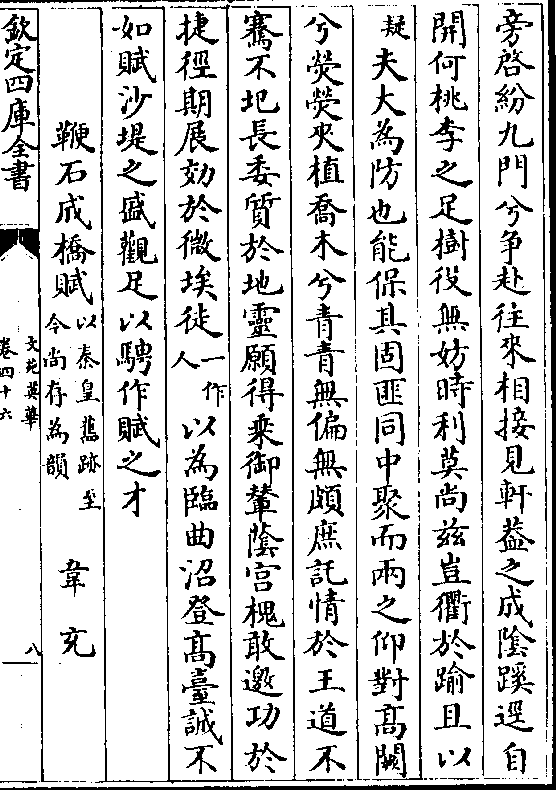 旁啓紛九門兮争赴往來相接見軒葢之成陰蹊逕自
開何桃李之足樹役無妨時利莫尚兹豈衢於踰且以
疑夫大為防也能保其固匪同中聚而兩之仰對髙闕
兮熒熒夾植喬木兮青青無偏無頗庶託情於王道不
騫不圮長委質於地靈願得乗御輦蔭宫槐敢邀功於
捷徑期展効於微埃徒一作人以為臨曲沼登髙臺誠不
如賦沙堤之盛觀足以騁作賦之才
鞭石成橋賦以秦皇舊跡至今尚存為韻 韋充
欽定四庫全書
文苑英華
卷四十六
八